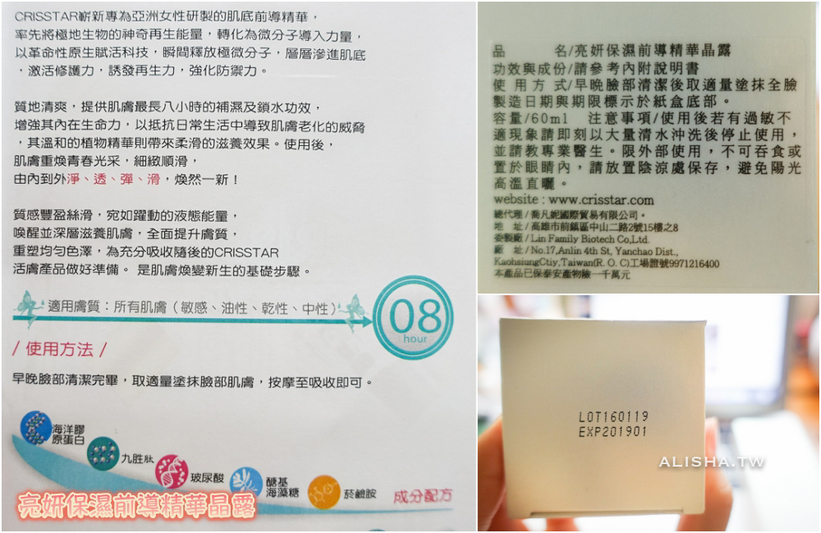 CRISSTAR嶄新專為亞洲女性研製的肌底前導精華,
率先將極地生物的神奇再生能量,轉化為微分子導入力量,
以革命性原生賦活科技,瞬間釋放極微分子,層層滲進肌底
,激活修護力,誘發再生力,強化防禦力。
質地清爽,提供肌膚最長八小時的補濕及鎖水功效,
增強其內在生命力,以抵抗日常生活中導致肌膚老化的威脅
,其溫和的植物精華則帶來柔滑的滋養效果。使用後,
肌膚重煥青春光采,細緻順滑,
由內到外淨、透、彈、滑,煥然一新!
質感豐盈絲滑,宛如躍動的液態能量,
喚醒並深層滋養肌膚,全面提升膚質,
重塑均勻色澤,為充分吸收隨後的CRISSTAR
活膚產品做好準備。 是肌膚煥變新生的基礎步驟。
適用膚質:所有肌膚(敏感、油性、乾性、中性)
08
hour
/ 使用方法 /
早晚臉部清潔完畢,取適量塗抹臉部肌膚,按摩至吸收即可。
海洋膠
原蛋白
九胜肽
玻尿酸
醣基
海藻糖
菸鹼胺
成分配方
亮妍保濕前導精華晶露
品 名/亮妍保濕前導精華晶露
功效與成份/請參考內附說明書
使 用 方 式/早晚臉部清潔後取適量塗抹全臉
製造日期與期限標示於紙盒底部。
容量/60ml 注意事項/使用後若有過敏不
適現象請即刻以大量清水沖洗後停止使用,
並請教專業醫生。限外部使用,不可吞食或
置於眼睛內,請放置陰涼處保存,避免陽光
高溫直曬。
website : www.crisstar.com
總代理/喬凡妮國際貿易有限公司。
地 址/高雄市前鎮區中山二路2號15樓之8
委製廠/Lin Family Biotech Co,Ltd.
廠 址/No.17,Anlin 4th St, Yanchao Dist.,
KaohsiungCtiy,Taiwan(R. O. C)工場證號9971216400
本產品已保泰安產物險一千萬元
LOT160119
EXP201901
ALISHA.TW